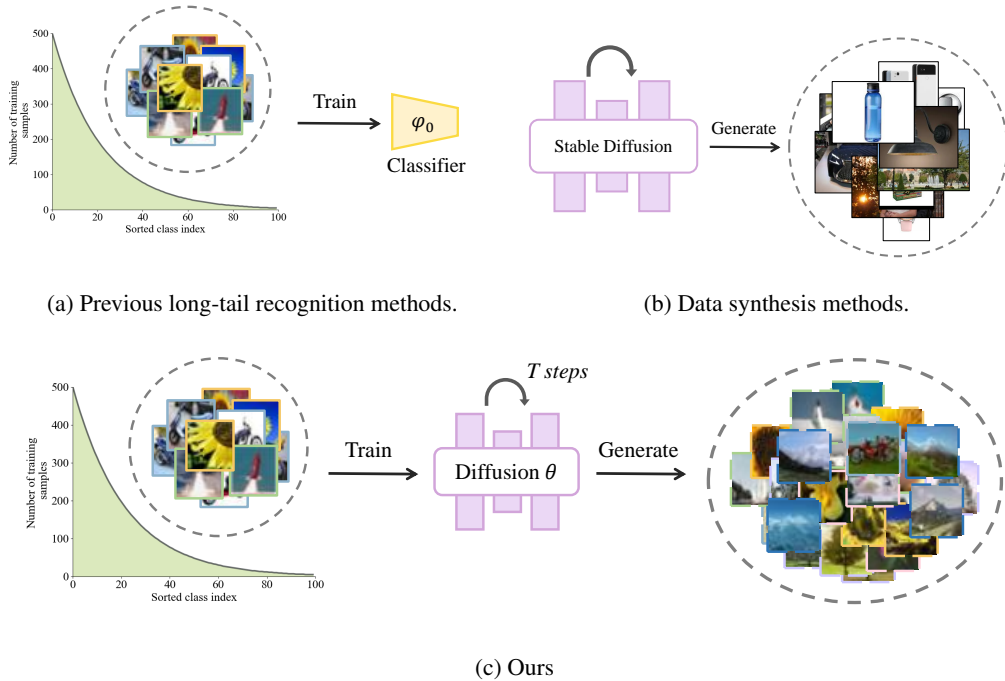 500
400
300
200
100
0
Number of training
samples
0 20 40 60 80 100
Sorted class index
Train
φ0
Classifier
Stable Diffusion
Generate
(a) Previous long-tail recognition methods.
(b) Data synthesis methods.
500
400
300
200
100
0
Number of training
samples
0 20 40 60 80 100
Sorted class index
Train
T steps
Diffusion θ
Generate
(c) Ours